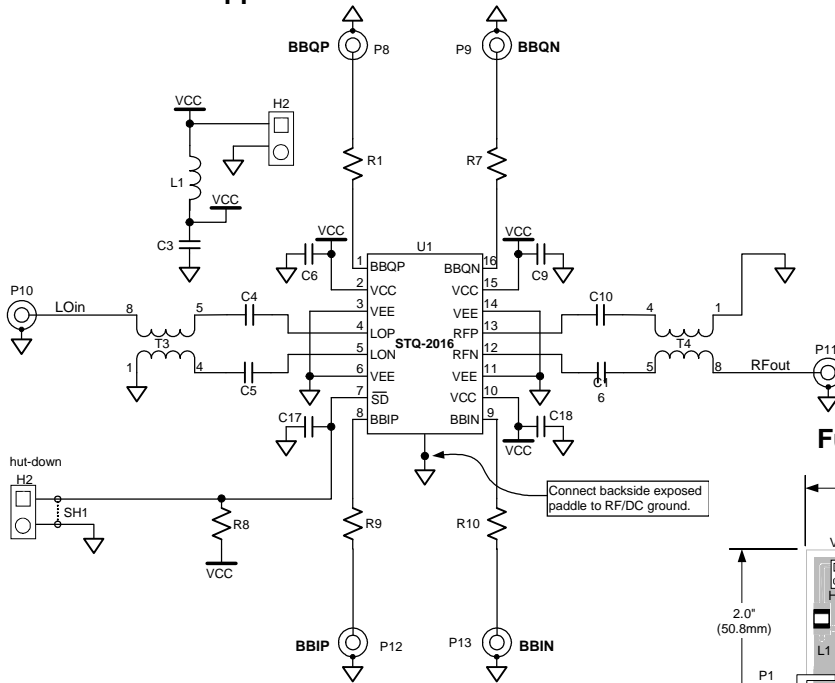 BBQP P8
P9 BBQN
VCC
H2
R1
R7
L1
VCC
C3
VCC
U1
VCC
C6
C9
1 BBQP BBQN 16
2 VCC VCC 15
3 VEE VEE 14
4 LOP RFP 13
STQ-2016
5 LON RFN 12
6 VEE VEE 11
7 SD VCC 10
8 BBIP BBIN 9
P10
LOin
8 5
C4
T3
1 4
C5
C10
4 1
T4
C1
6
5 8
RFout
P11
C17
C18
VCC
hut-down
H2
SH1
R8
VCC
Connect backside exposed
paddle to RF/DC ground.
R9
R10
2.0"
(50.8mm)
L1
P1
BBIP P12
P13 BBIN